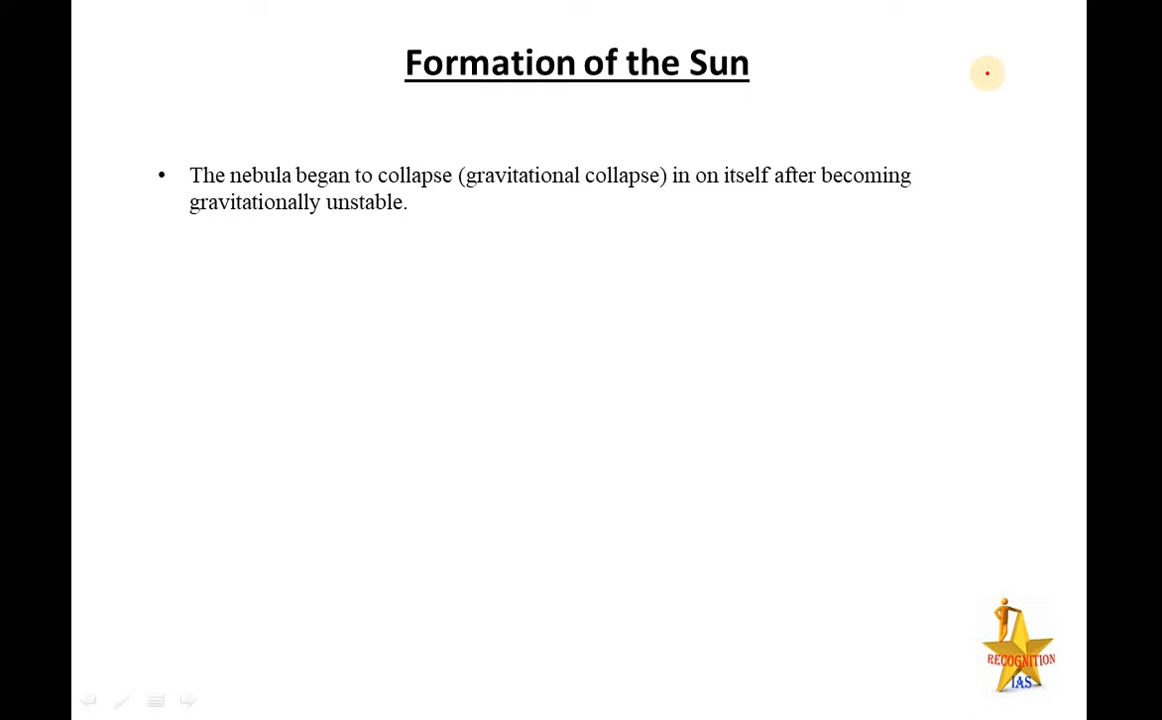 Formation of the Sun
• The nebula began to collapse (gravitational collapse) in on itself after becoming
gravitationally unstable.
RECOGNITION
IAS